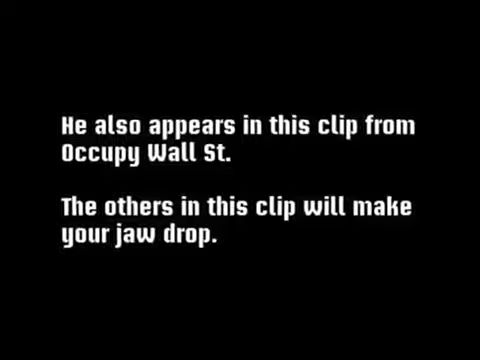 He also appears in this clip from
Occupy Wall St.
The others in this clip will make
your jaw drop.